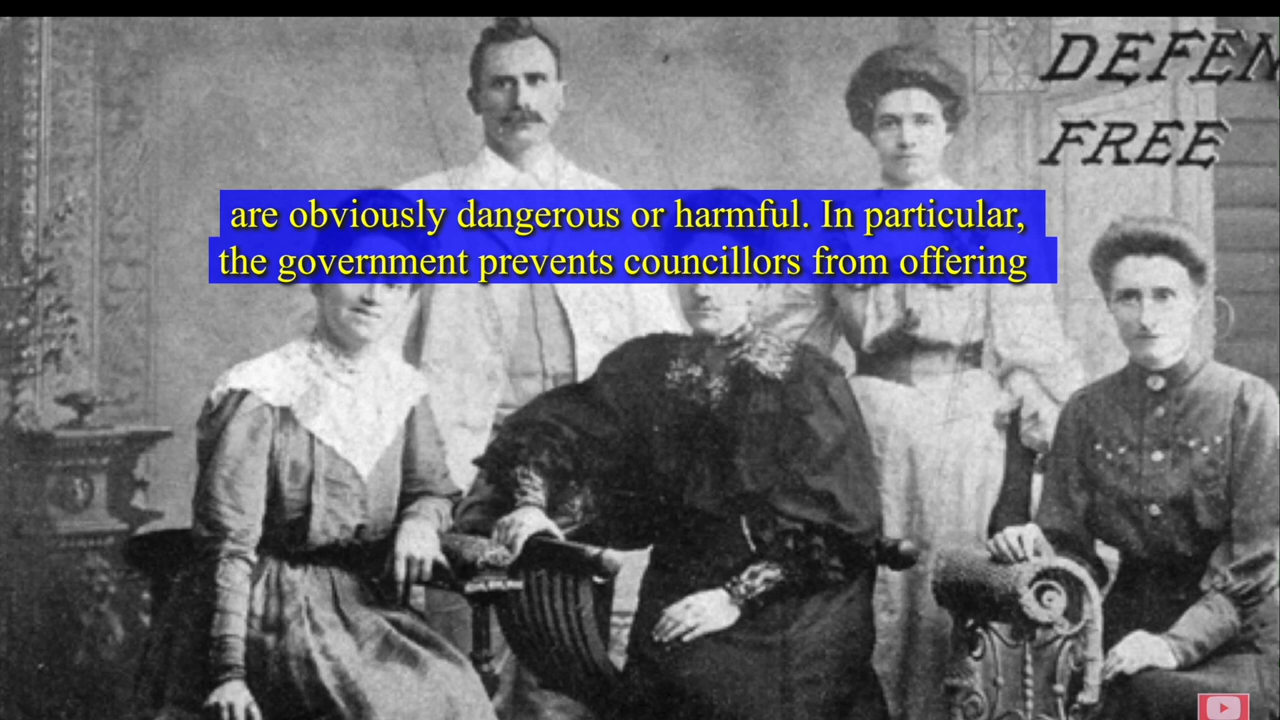 DEFEN
FREE
are obviously dangerous or harmful. In particular,
the government prevents councillors from offering